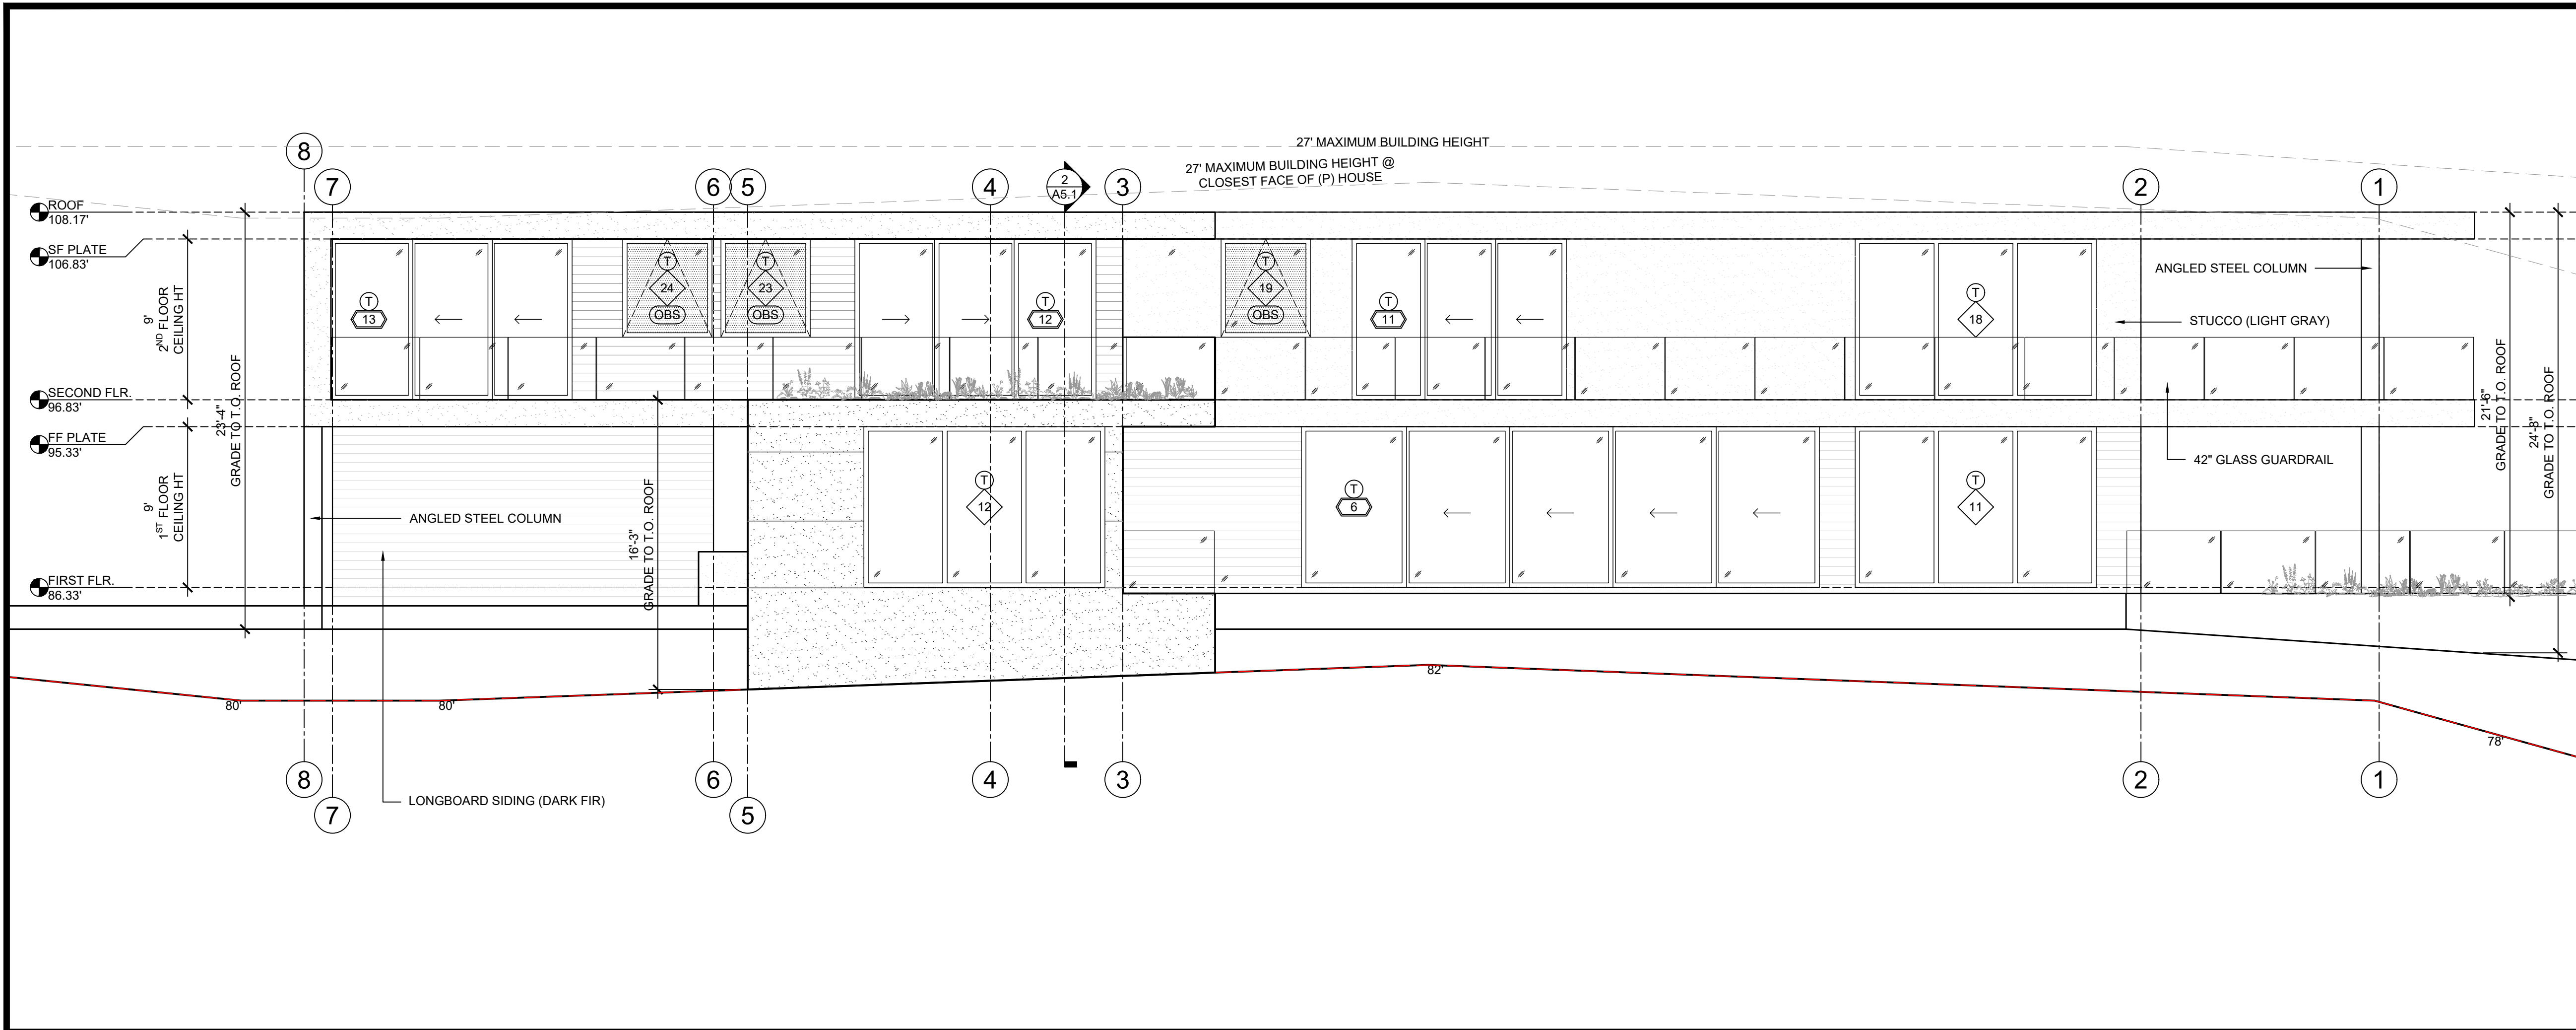 27' MAXIMUM BUILDING HEIGHT
27' MAXIMUM BUILDING HEIGHT @
CLOSEST FACE OF (P) HOUSE
8
7
6
5
4
2
A5.1
3
2
1
ROOF
108.17'
SF PLATE
106.83'
9'
2ND FLOOR
CEILING HT
SECOND FLR.
96.83'
FF PLATE
95.33'
9'
1ST FLOOR
CEILING HT
FIRST FLR.
86.33'
23'-4"
GRADE TO T.O. ROOF
T
13
T
24
OBS
T
23
OBS
T
12
T
19
OBS
T
11
T
18
ANGLED STEEL COLUMN
STUCCO (LIGHT GRAY)
42" GLASS GUARDRAIL
21'-6"
GRADE TO T.O. ROOF
24'-8"
GRADE TO T.O. ROOF
ANGLED STEEL COLUMN
16'-3"
GRADE TO T.O. ROOF
T
12
T
6
T
11
80'
80'
82'
78'
LONGBOARD SIDING (DARK FIR)
8
7
6
5
4
3
2
1